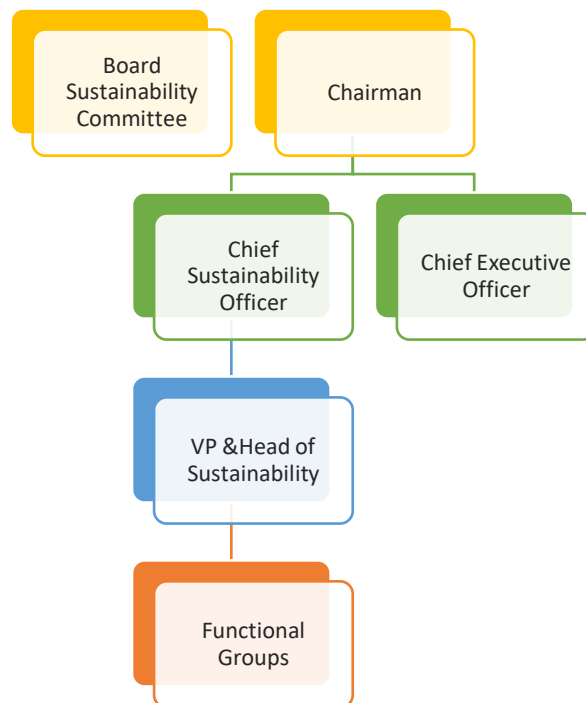 Board
Sustainability
Committee
Chairman
Chief
Sustainability
Officer
Chief Executive
Officer
VP &Head of
Sustainability
Functional
Groups